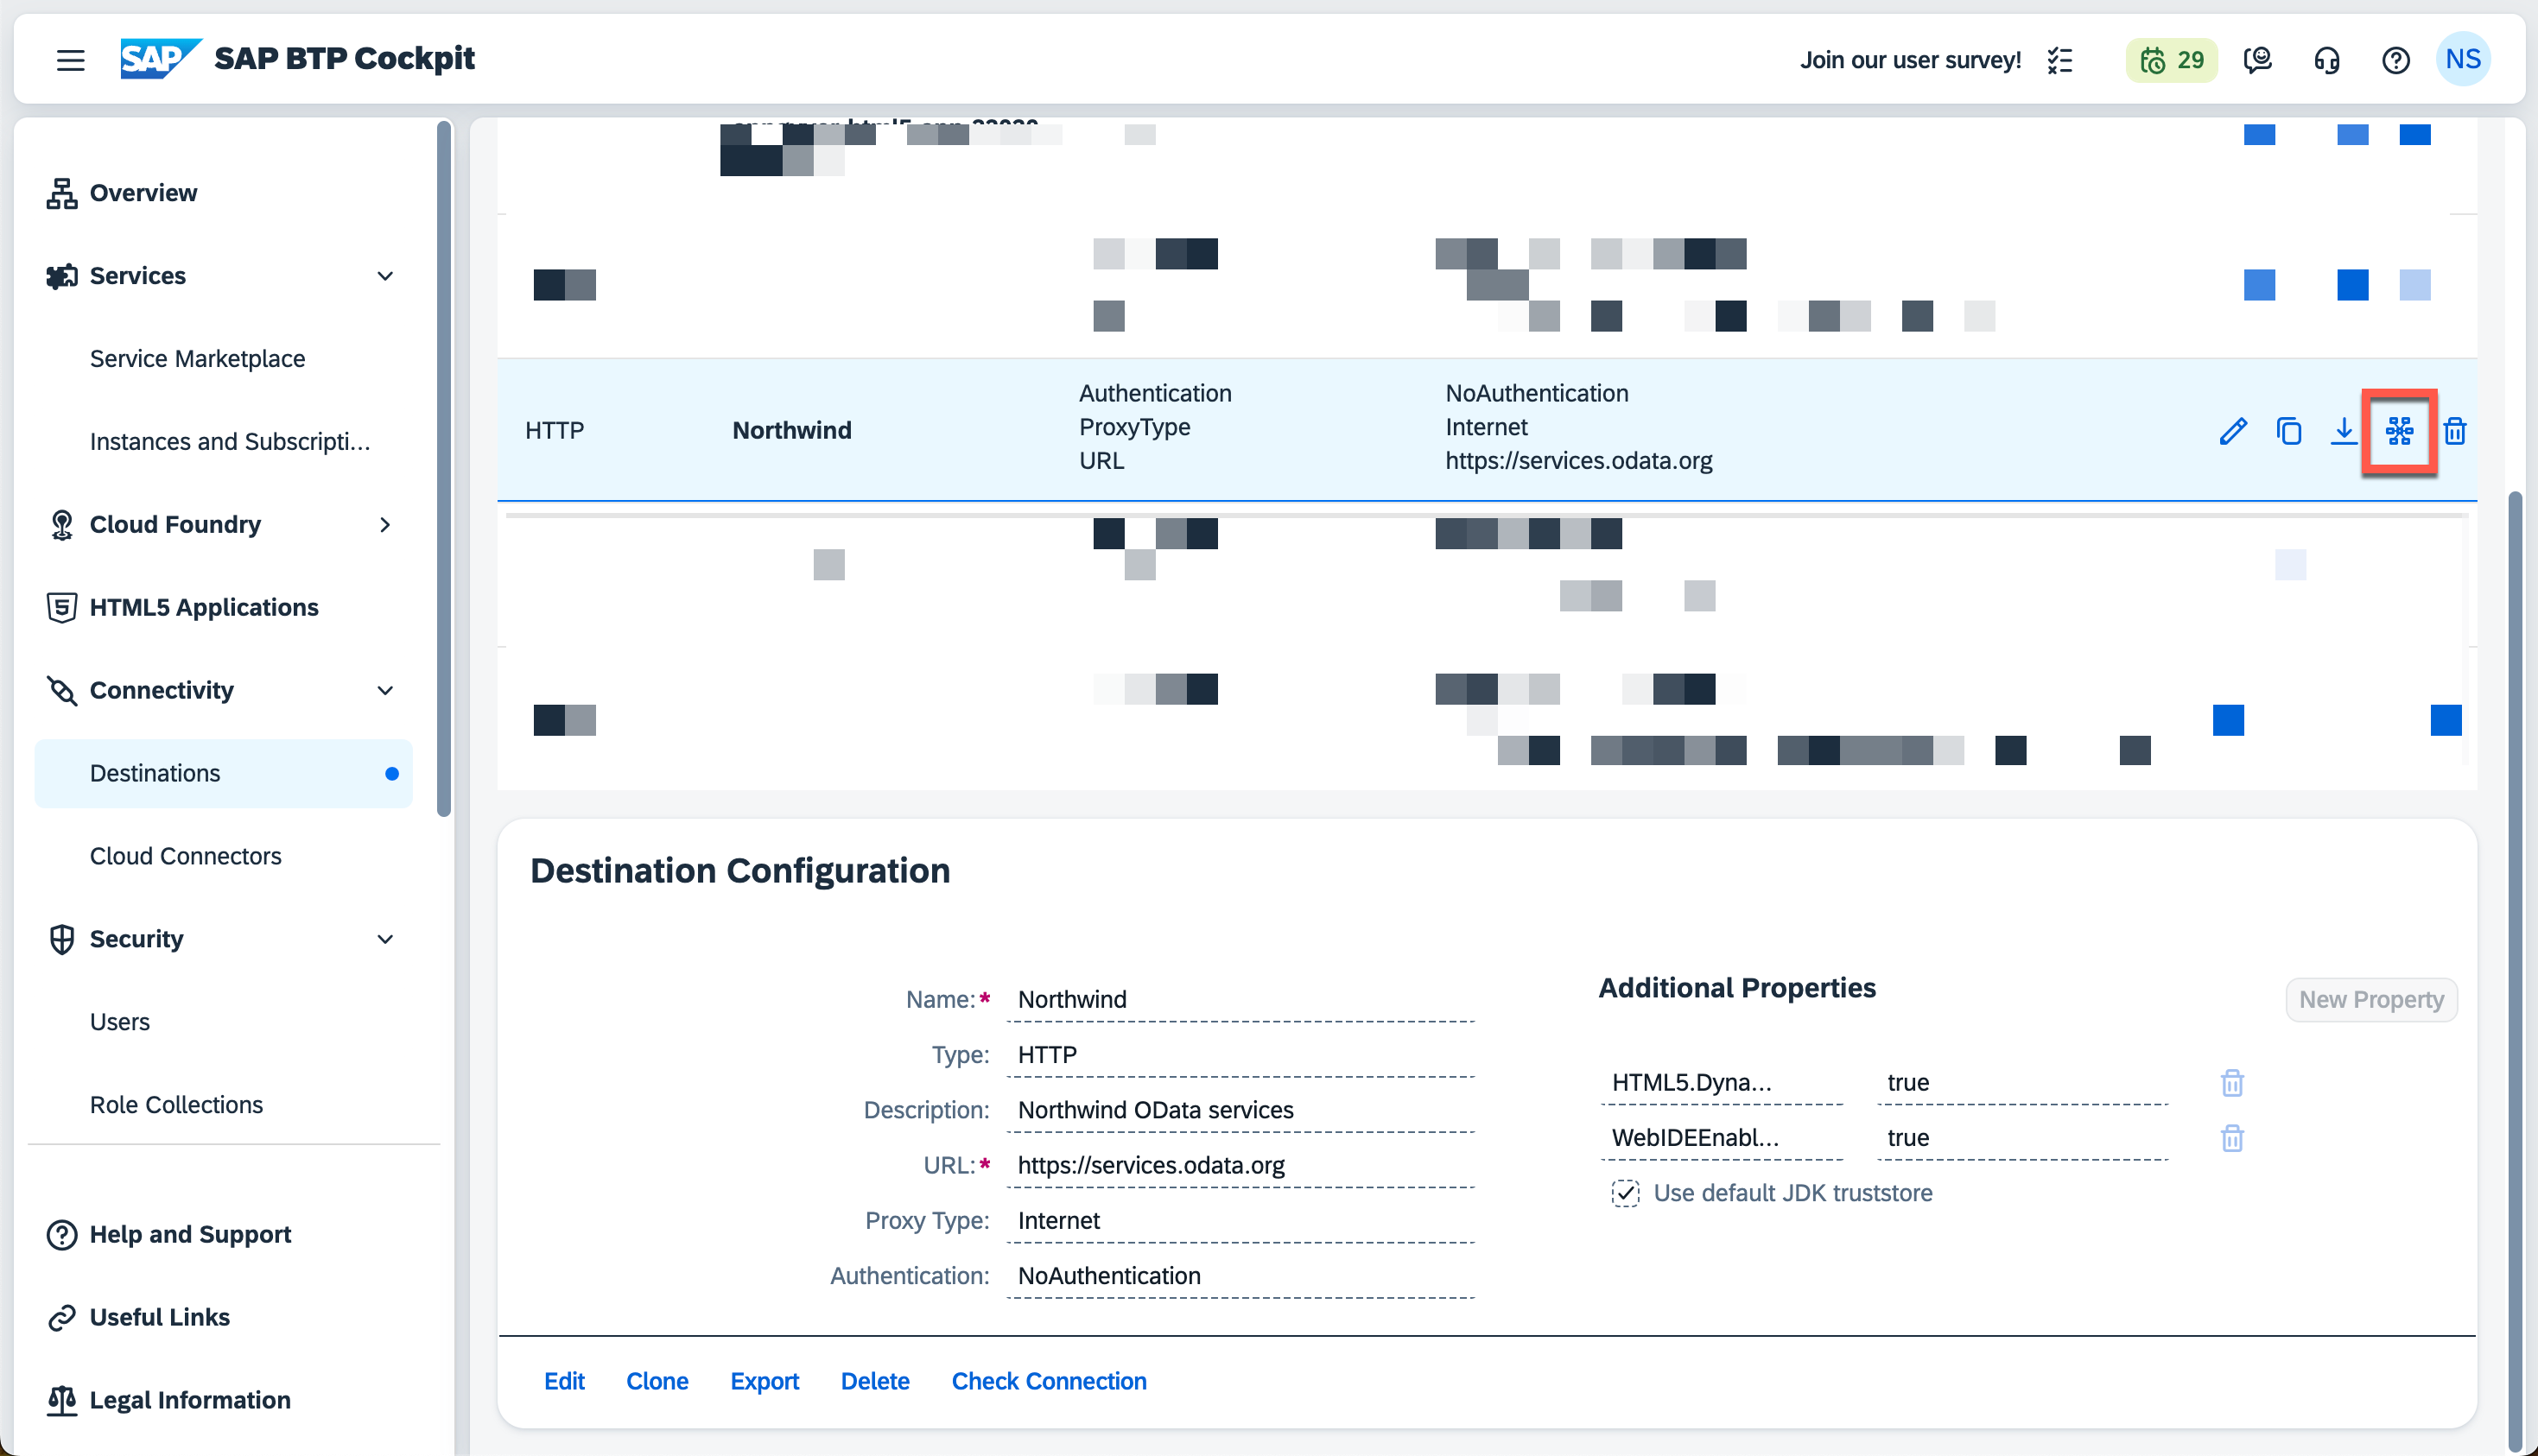 SAP SAP BTP Cockpit
Join our user survey!
29
NS
Overview
Services
Service Marketplace
Instances and Subscripti...
Cloud Foundry
HTML5 Applications
Connectivity
Destinations
Cloud Connectors
Security
Users
Role Collections
Help and Support
Useful Links
Legal Information
HTTP
Northwind
Authentication
ProxyType
URL
NoAuthentication
Internet
https://services.odata.org
Destination Configuration
Name:* Northwind
Type: HTTP
Description: Northwind OData services
URL:* https://services.odata.org
Proxy Type: Internet
Authentication: NoAuthentication
Additional Properties
New Property
HTML5.Dyna... true
WebIDEEnabl... true
Use default JDK truststore
Edit Clone Export Delete Check Connection